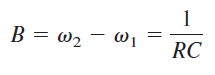 B = ω₂ − ω₁ = 1/RC